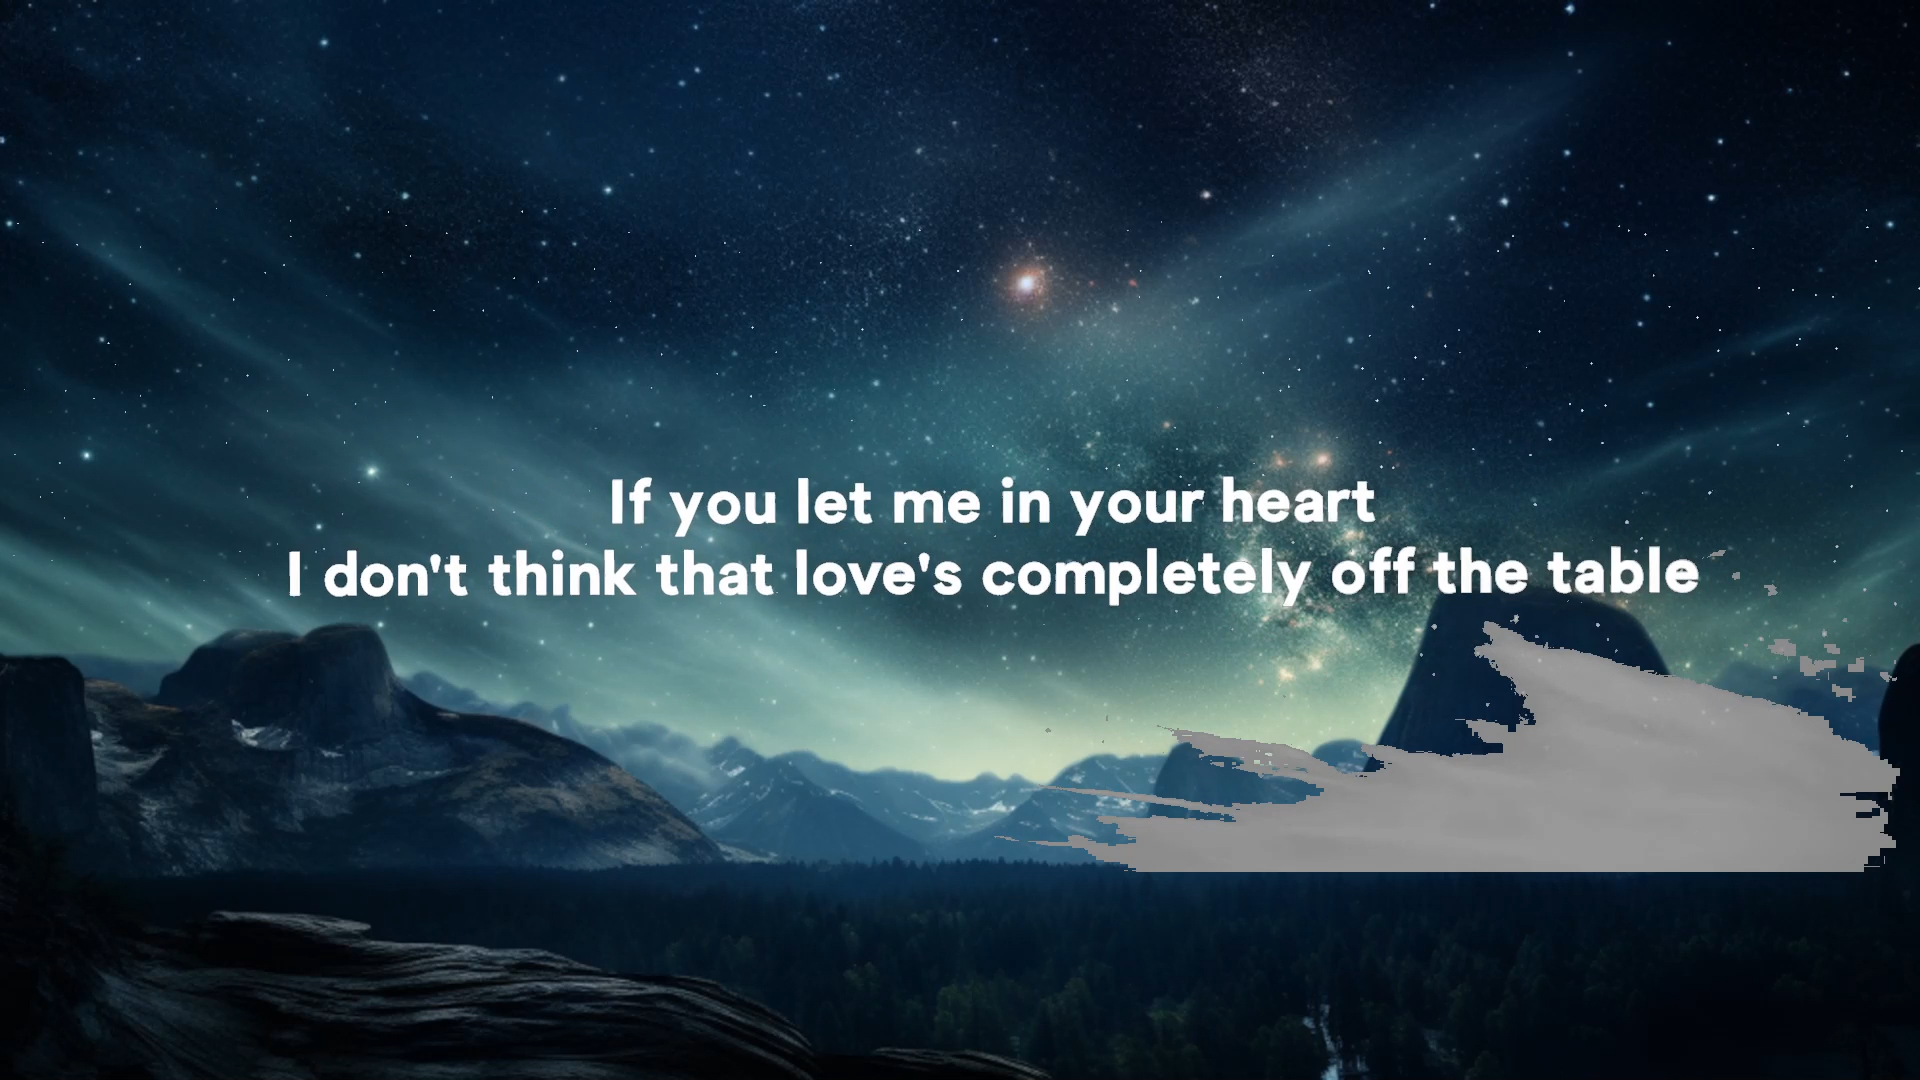 If you let me in your heart
I don't think that love's completely off the table